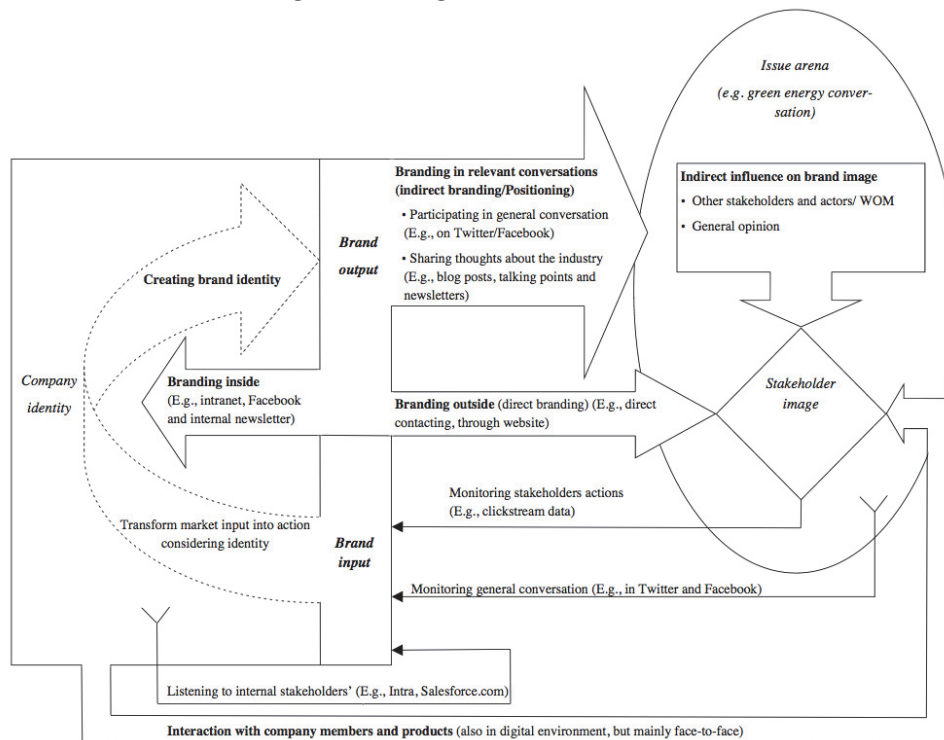 Issue arena
(e.g. green energy conver-
sation)
Branding in relevant conversations
(indirect branding/Positioning)
• Participating in general conversation
(E.g., on Twitter/Facebook)
• Sharing thoughts about the industry
(E.g., blog posts, talking points and
newsletters)
Indirect influence on brand image
• Other stakeholders and actors/ WOM
• General opinion
Brand
output
Creating brand identity
Company
identity
Branding inside
(E.g., intranet, Facebook
and internal newsletter)
Branding outside (direct branding) (E.g., direct
contacting, through website)
Stakeholder
image
Monitoring stakeholders actions
(E.g., clickstream data)
Transform market input into action
considering identity
Brand
input
Monitoring general conversation (E.g., in Twitter and Facebook)
Listening to internal stakeholders' (E.g., Intra, Salesforce.com)
Interaction with company members and products (also in digital environment, but mainly face-to-face)